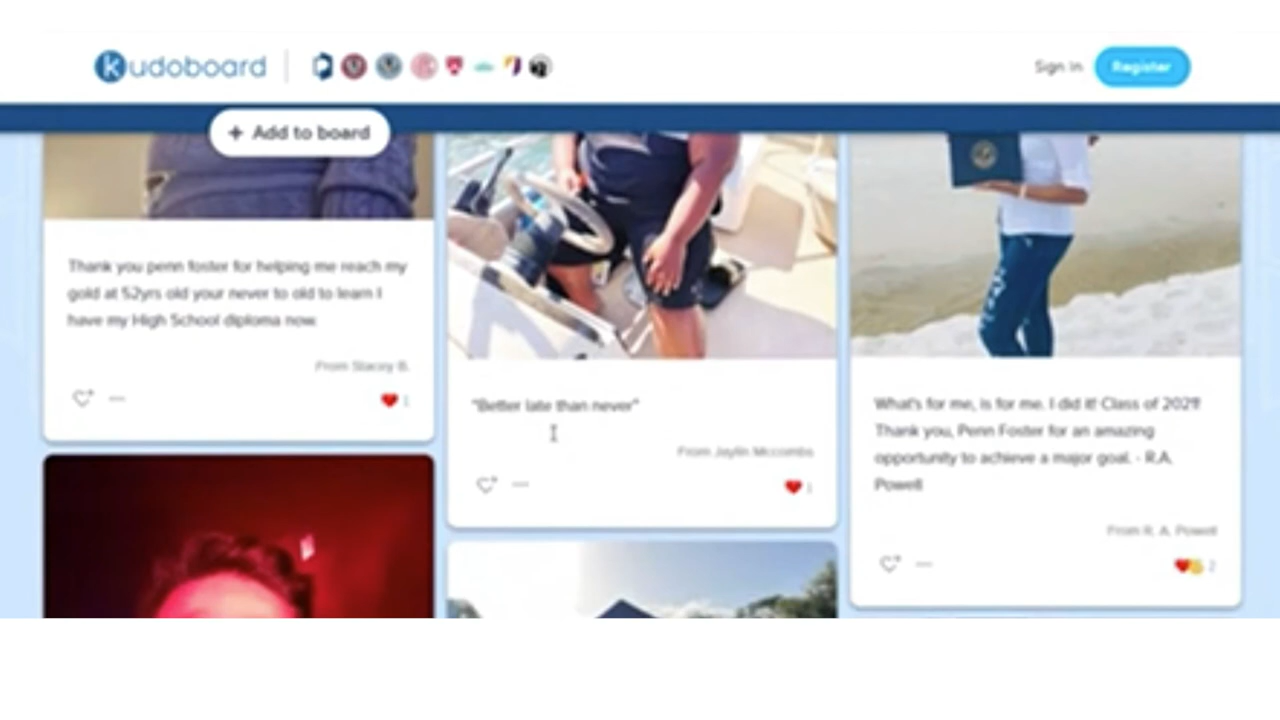 kudoboard
Sign In
Register
+ Add to board
Thank you penn foster for helping me reach my
gold at 52yrs old your never to old to learn I
have my High School diploma now.
From Stacey B.
1
"Better late than never"
From Jaylin Mccombs
1
What's for me, is for me. I did it! Class of 2021!
Thank you, Penn Foster for an amazing
opportunity to achieve a major goal. - R.A.
Powell
From R. A. Powell
2